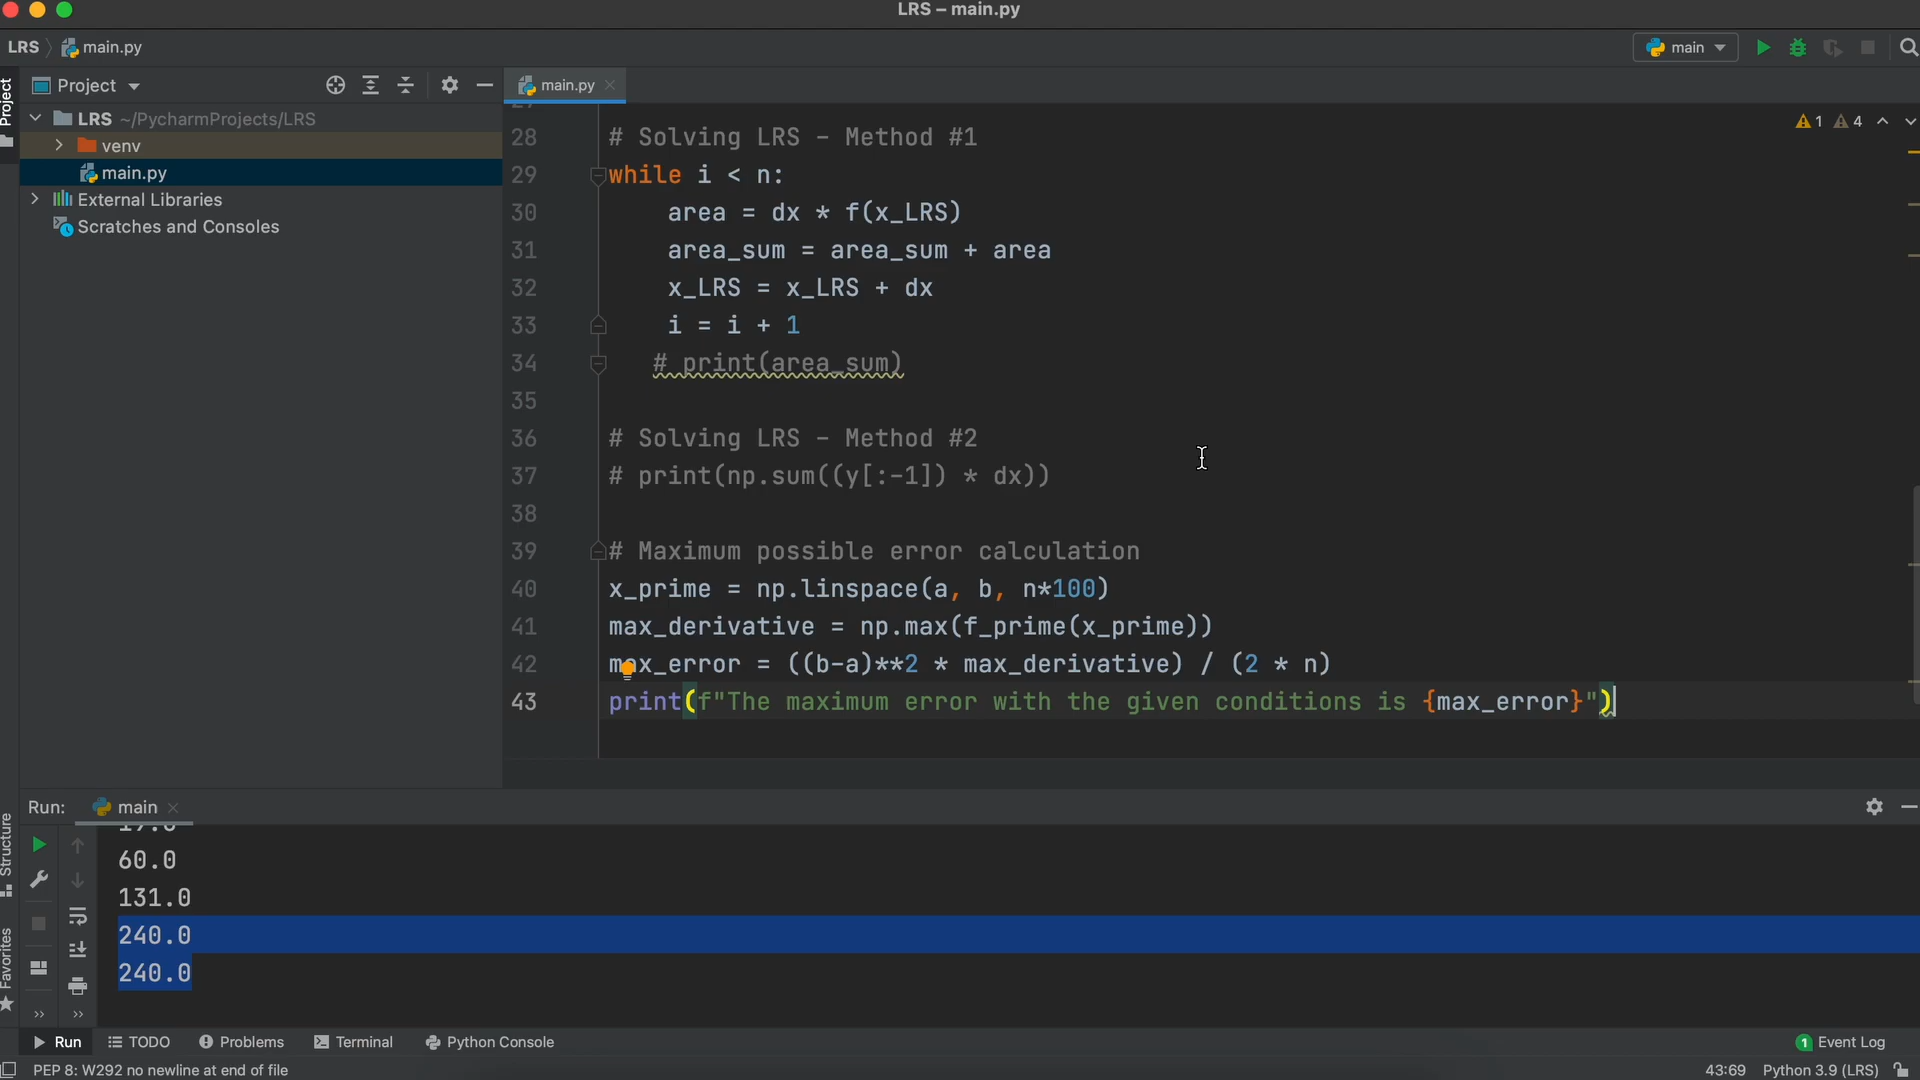 LRS – main.py
LRS main.py
main
Project
Project
main.py
LRS ~/PycharmProjects/LRS
venv
main.py
External Libraries
Scratches and Consoles
1 4
28 # Solving LRS – Method #1
29 while i < n:
30 area = dx * f(x_LRS)
31 area_sum = area_sum + area
32 x_LRS = x_LRS + dx
33 i = i + 1
34 # print(area_sum)
35
36 # Solving LRS – Method #2
37 # print(np.sum((y[:-1]) * dx))
38
39 # Maximum possible error calculation
40 x_prime = np.linspace(a, b, n*100)
41 max_derivative = np.max(f_prime(x_prime))
42 max_error = ((b-a)**2 * max_derivative) / (2 * n)
43 print(f"The maximum error with the given conditions is {max_error}")
Run: main
60.0
131.0
240.0
240.0
Structure
Favorites
Run TODO Problems Terminal Python Console
1 Event Log
PEP 8: W292 no newline at end of file
43:69 Python 3.9 (LRS)